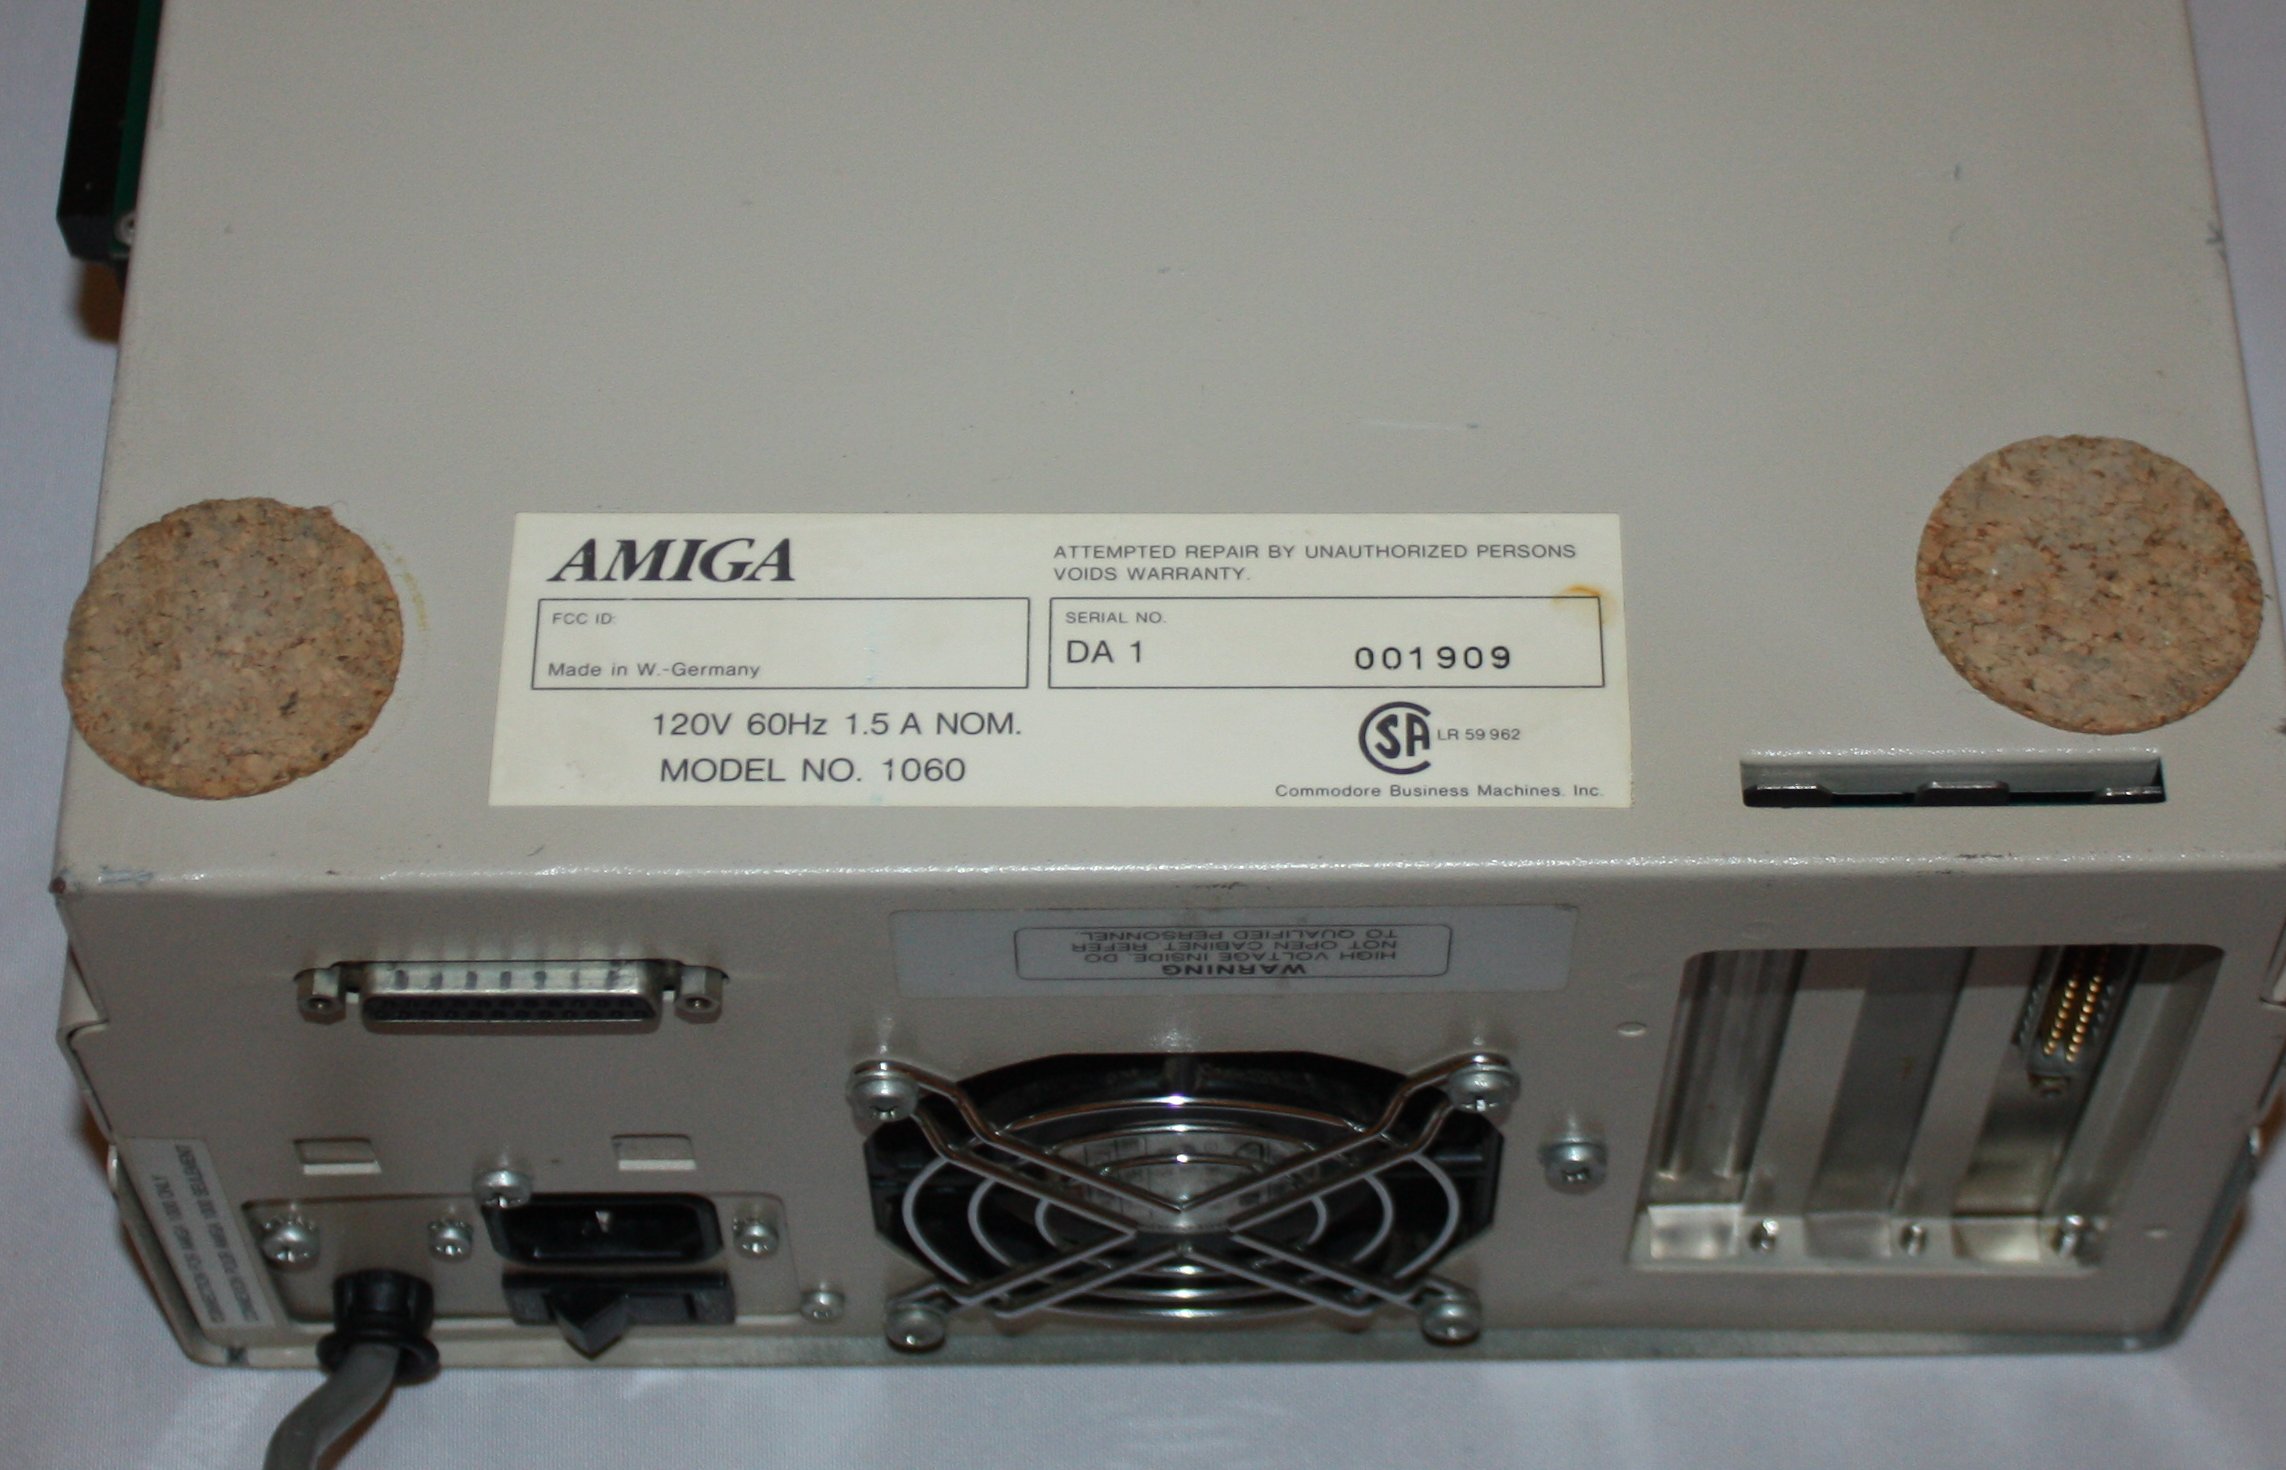 AMIGA
ATTEMPTED REPAIR BY UNAUTHORIZED PERSONS
VOIDS WARRANTY.
FCC ID:
Made in W.-Germany
SERIAL NO.
DA 1 001909
120V 60Hz 1.5 A NOM.
MODEL NO. 1060
SA LR 59 962
Commodore Business Machines. Inc.
WARNING
HIGH VOLTAGE INSIDE, DO
NOT OPEN CABINET, REFER
TO QUALIFIED PERSONNEL.